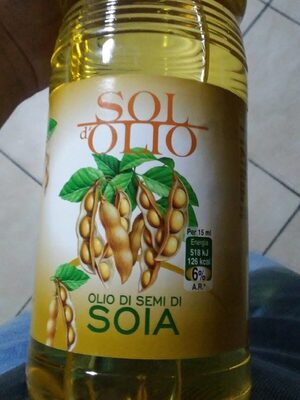 SOL
d'OLIO
Per 15 ml
Energia
518 kJ
126 kcal
6%
A.R.*
OLIO DI SEMI DI
SOIA